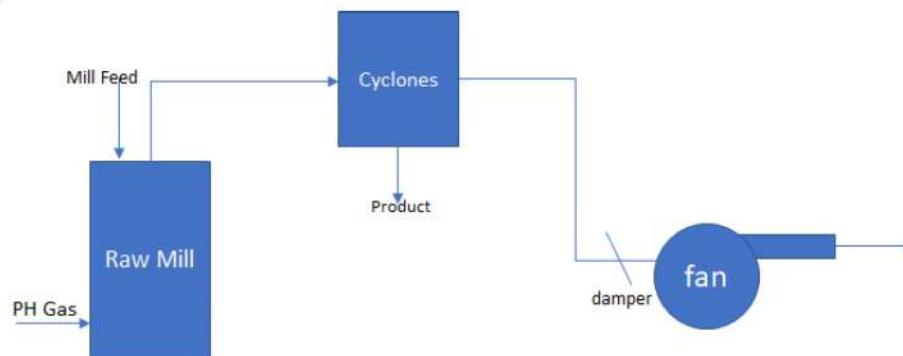 Mill Feed
Cyclones
Product
Raw Mill
PH Gas
damper
fan